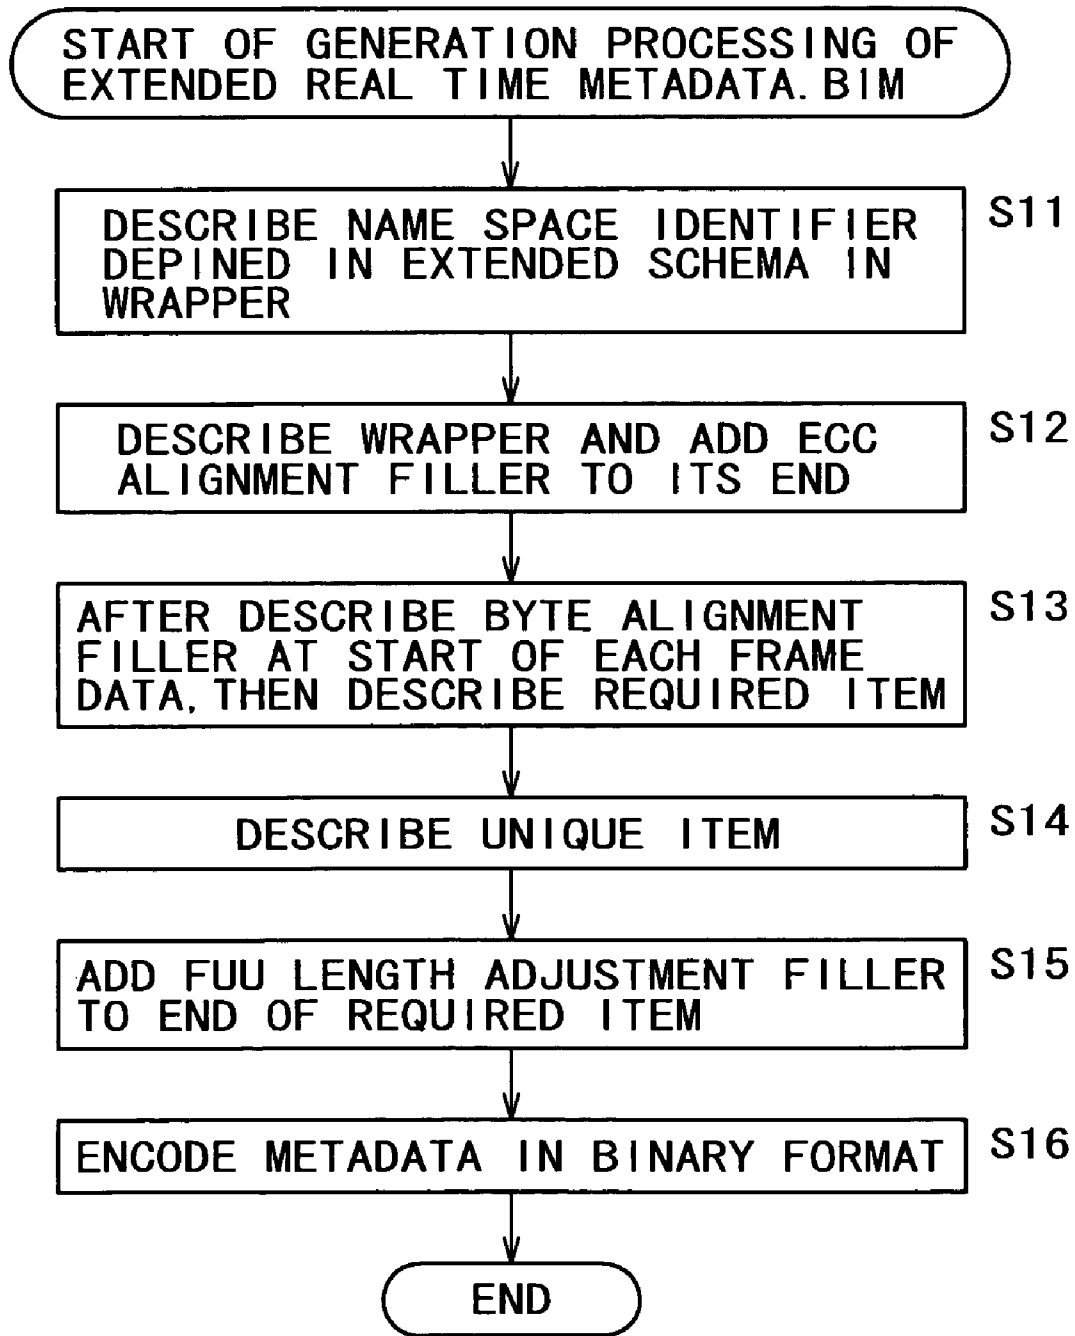 START OF GENERATION PROCESSING OF
EXTENDED REAL TIME METADATA.BIM
DESCRIBE NAME SPACE IDENTIFIER
DEPINED IN EXTENDED SCHEMA IN
WRAPPER
S11
DESCRIBE WRAPPER AND ADD ECC
ALIGNMENT FILLER TO ITS END
S12
AFTER DESCRIBE BYTE ALIGNMENT
FILLER AT START OF EACH FRAME
DATA, THEN DESCRIBE REQUIRED ITEM
S13
DESCRIBE UNIQUE ITEM
S14
ADD FUU LENGTH ADJUSTMENT FILLER
TO END OF REQUIRED ITEM
S15
ENCODE METADATA IN BINARY FORMAT
S16
END